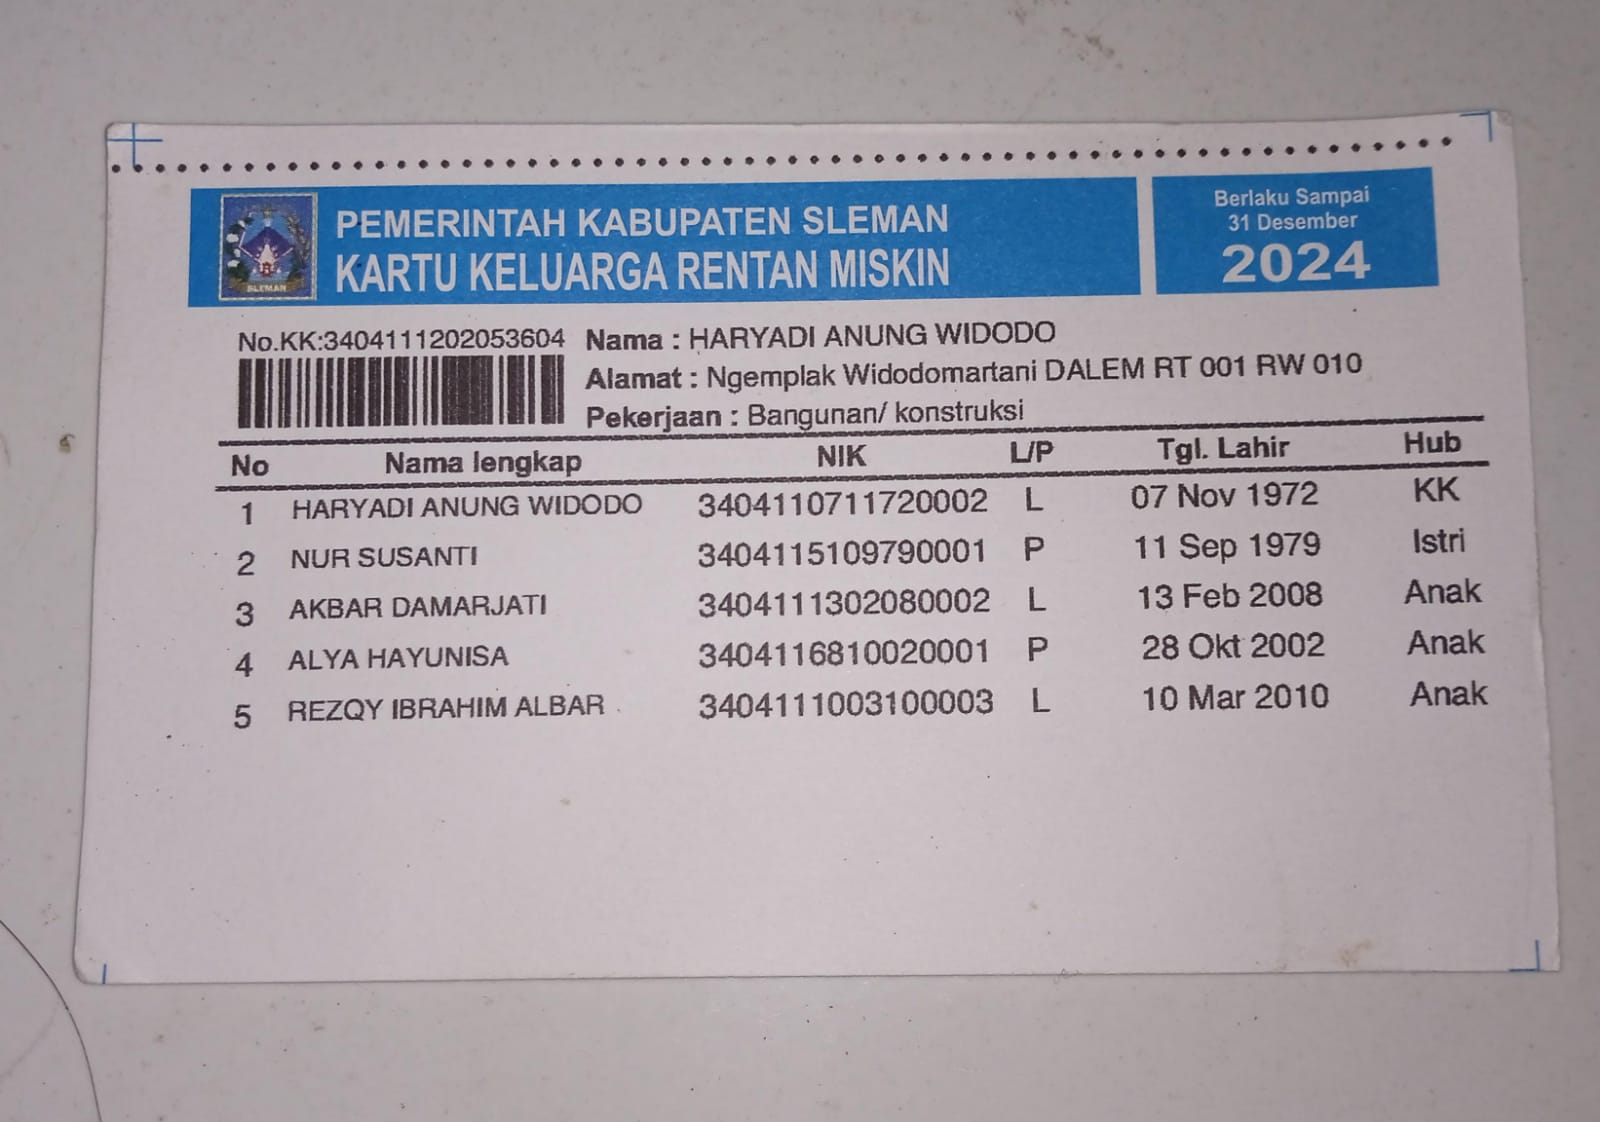 PEMERINTAH KABUPATEN SLEMAN
KARTU KELUARGA RENTAN MISKIN
SLEMAN
Berlaku Sampai
31 Desember
2024
No.KK:3404111202053604
Nama : HARYADI ANUNG WIDODO
Alamat : Ngemplak Widodomartani DALEM RT 001 RW 010
Pekerjaan : Bangunan/ konstruksi
No Nama lengkap NIK L/P Tgl. Lahir Hub
1 HARYADI ANUNG WIDODO 3404110711720002 L 07 Nov 1972 KK
2 NUR SUSANTI 3404115109790001 P 11 Sep 1979 Istri
3 AKBAR DAMARJATI 3404111302080002 L 13 Feb 2008 Anak
4 ALYA HAYUNISA 3404116810020001 P 28 Okt 2002 Anak
5 REZQY IBRAHIM ALBAR 3404111003100003 L 10 Mar 2010 Anak